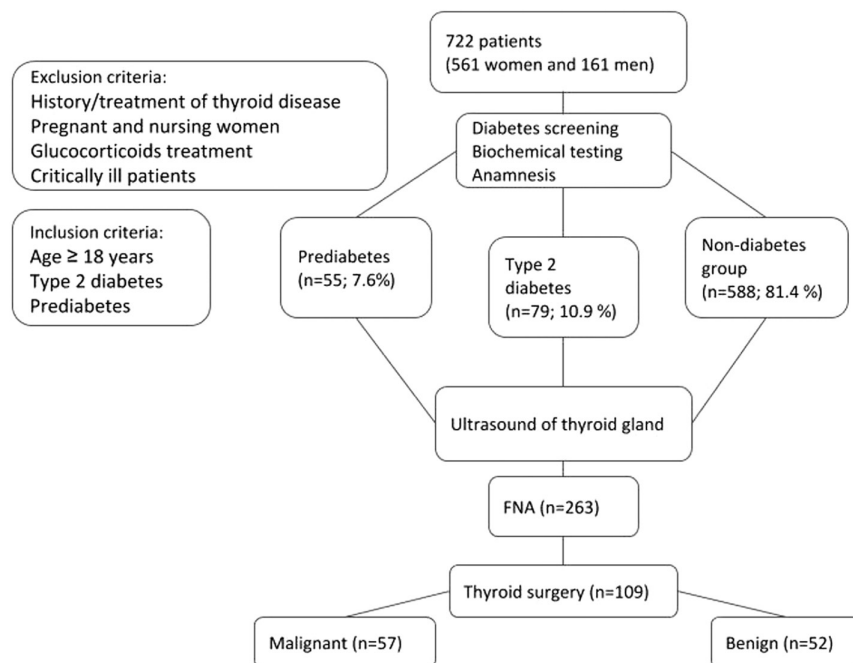 722 patients
(561 women and 161 men)
Exclusion criteria:
History/treatment of thyroid disease
Pregnant and nursing women
Glucocorticoids treatment
Critically ill patients
Diabetes screening
Biochemical testing
Anamnesis
Inclusion criteria:
Age ≥ 18 years
Type 2 diabetes
Prediabetes
Prediabetes
(n=55; 7.6%)
Type 2
diabetes
(n=79; 10.9 %)
Non-diabetes
group
(n=588; 81.4 %)
Ultrasound of thyroid gland
FNA (n=263)
Thyroid surgery (n=109)
Malignant (n=57)
Benign (n=52)